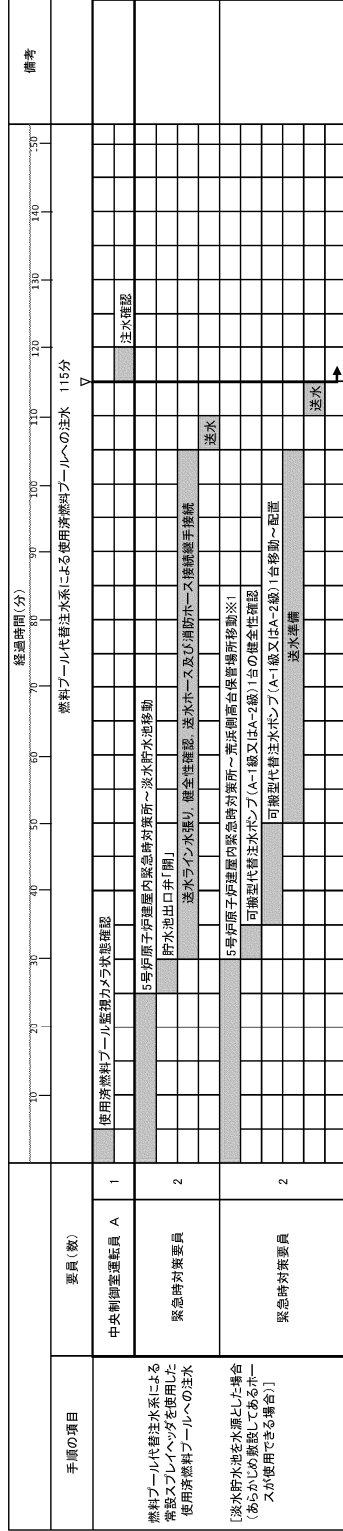 手順の項目
要員(数)
経過時間(分)
備考
10 20 30 40 50 60 70 80 90 100 110 120 130 140 150
燃料プール代替注水系による使用済燃料プールへの注水 115分
燃料プール代替注水系による
常設スプレイヘッダを使用した
使用済燃料プールへの注水
[淡水貯水池を水源とした場合
(あらかじめ敷設してあるホー
スが使用できる場合)]
中央制御室運転員 A
1
使用済燃料プール監視カメラ状態確認
注水確認
緊急時対策要員
2
5号炉原子炉建屋内緊急時対策所～淡水貯水池移動
貯水池出口弁「開」
送水ライン水張り, 健全性確認, 送水ホース及び消防ホース接続継手接続
送水
緊急時対策要員
2
5号炉原子炉建屋内緊急時対策所～荒浜側高台保管場所移動※1
可搬型代替注水ポンプ(A-1級又はA-2級)1台の健全性確認
可搬型代替注水ポンプ(A-1級又はA-2級)1台移動～配置
送水準備
送水